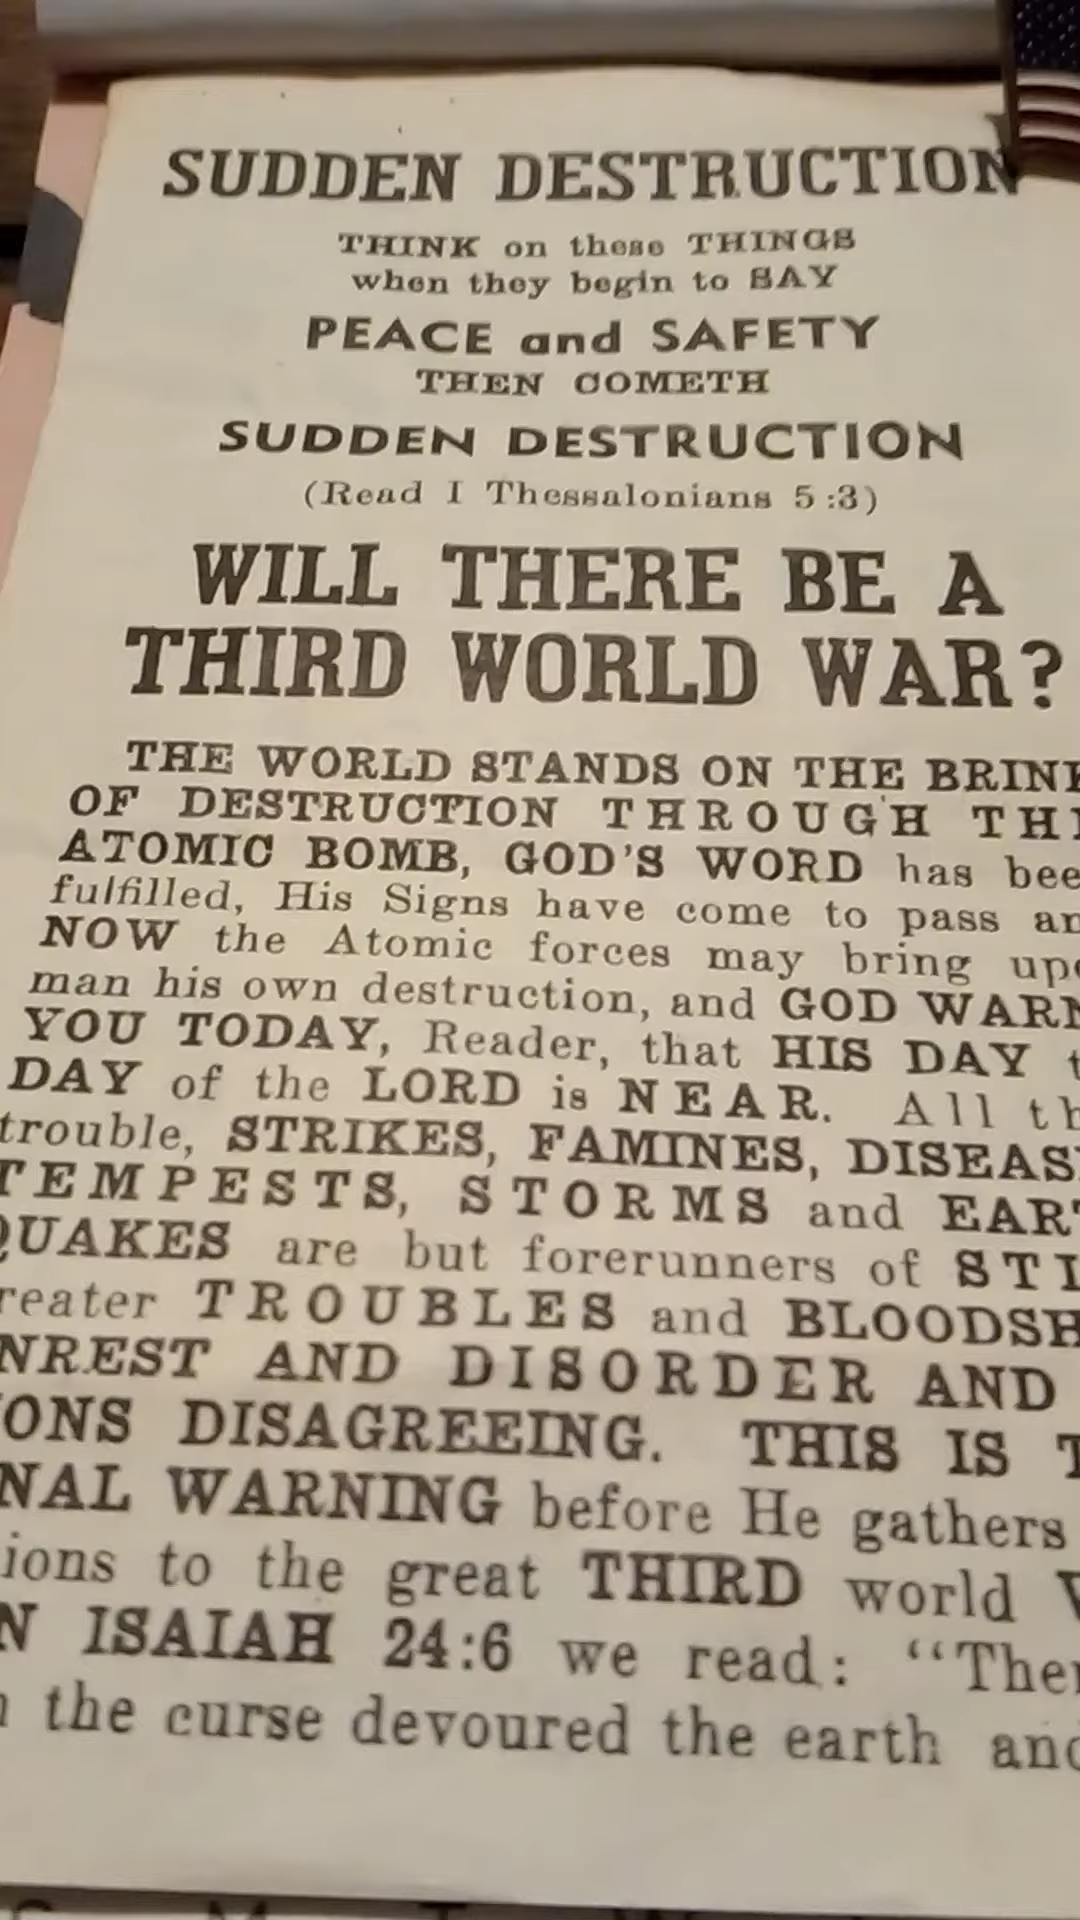 SUDDEN DESTRUCTION
THINK on these THINGS
when they begin to SAY
PEACE and SAFETY
THEN COMETH
SUDDEN DESTRUCTION
(Read I Thessalonians 5:3)
WILL THERE BE A
THIRD WORLD WAR?
THE WORLD STANDS ON THE BRINK
OF DESTRUCTION THROUGH TH
ATOMIC BOMB, GOD'S WORD has bee
fulfilled, His Signs have come to pass an
NOW the Atomic forces may bring upo
man his own destruction, and GOD WARN
YOU TODAY, Reader, that HIS DAY t
DAY of the LORD is NEAR. All th
trouble, STRIKES, FAMINES, DISEAS
TEMPESTS, STORMS and EART
QUAKES are but forerunners of STI
reater TROUBLES and BLOODSH
NREST AND DISORDER AND
IONS DISAGREEING. THIS IS T
NAL WARNING before He gathers
ions to the great THIRD world
N ISAIAH 24:6 we read: "Ther
the curse devoured the earth and